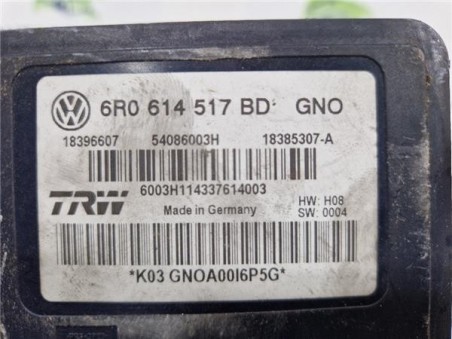 6R0 614 517 BD GNO
18396607 54086003H 18385307-A
6003H114337614003
TRW Made in Germany HW: H08
SW: 0004
*K03 GNOA00I6P5G*